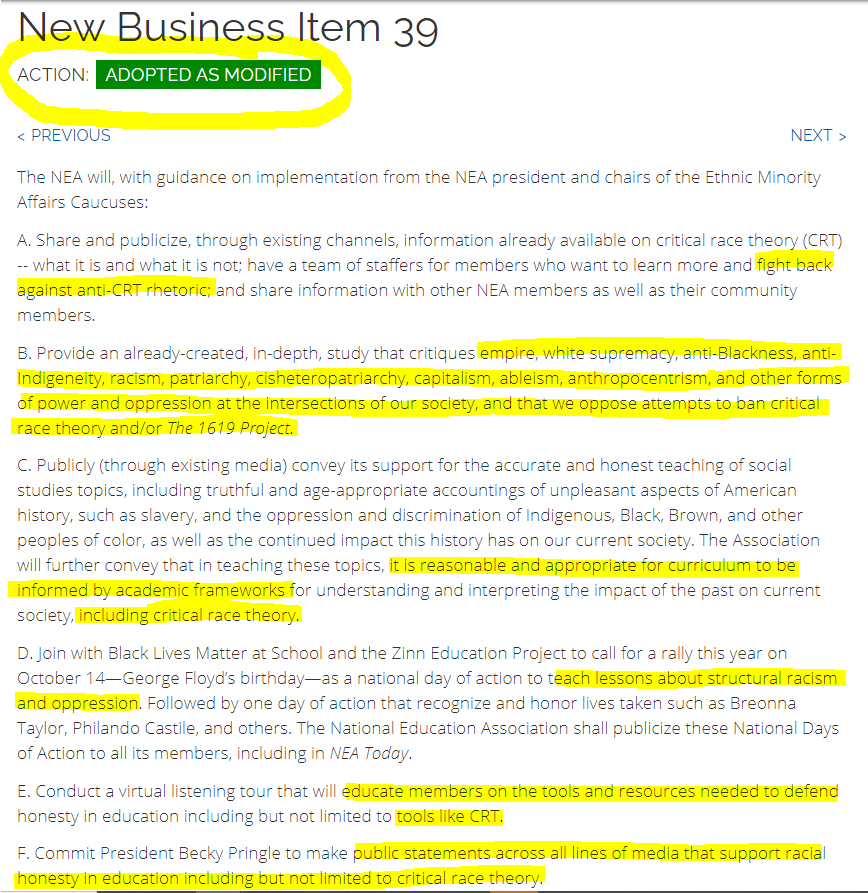 New Business Item 39
ACTION: ADOPTED AS MODIFIED
< PREVIOUS NEXT >
The NEA will, with guidance on implementation from the NEA president and chairs of the Ethnic Minority
Affairs Caucuses:
A. Share and publicize, through existing channels, information already available on critical race theory (CRT)
-- what it is and what it is not; have a team of staffers for members who want to learn more and fight back
against anti-CRT rhetoric; and share information with other NEA members as well as their community
members.
B. Provide an already-created, in-depth, study that critiques empire, white supremacy, anti-Blackness, anti-
Indigeneity, racism, patriarchy, cisheteropatriarchy, capitalism, ableism, anthropocentrism, and other forms
of power and oppression at the intersections of our society, and that we oppose attempts to ban critical
race theory and/or The 1619 Project.
C. Publicly (through existing media) convey its support for the accurate and honest teaching of social
studies topics, including truthful and age-appropriate accountings of unpleasant aspects of American
history, such as slavery, and the oppression and discrimination of Indigenous, Black, Brown, and other
peoples of color, as well as the continued impact this history has on our current society. The Association
will further convey that in teaching these topics, it is reasonable and appropriate for curriculum to be
informed by academic frameworks for understanding and interpreting the impact of the past on current
society, including critical race theory.
D. Join with Black Lives Matter at School and the Zinn Education Project to call for a rally this year on
October 14—George Floyd's birthday—as a national day of action to teach lessons about structural racism
and oppression. Followed by one day of action that recognize and honor lives taken such as Breonna
Taylor, Philando Castile, and others. The National Education Association shall publicize these National Days
of Action to all its members, including in NEA Today.
E. Conduct a virtual listening tour that will educate members on the tools and resources needed to defend
honesty in education including but not limited to tools like CRT.
F. Commit President Becky Pringle to make public statements across all lines of media that support racial
honesty in education including but not limited to critical race theory.